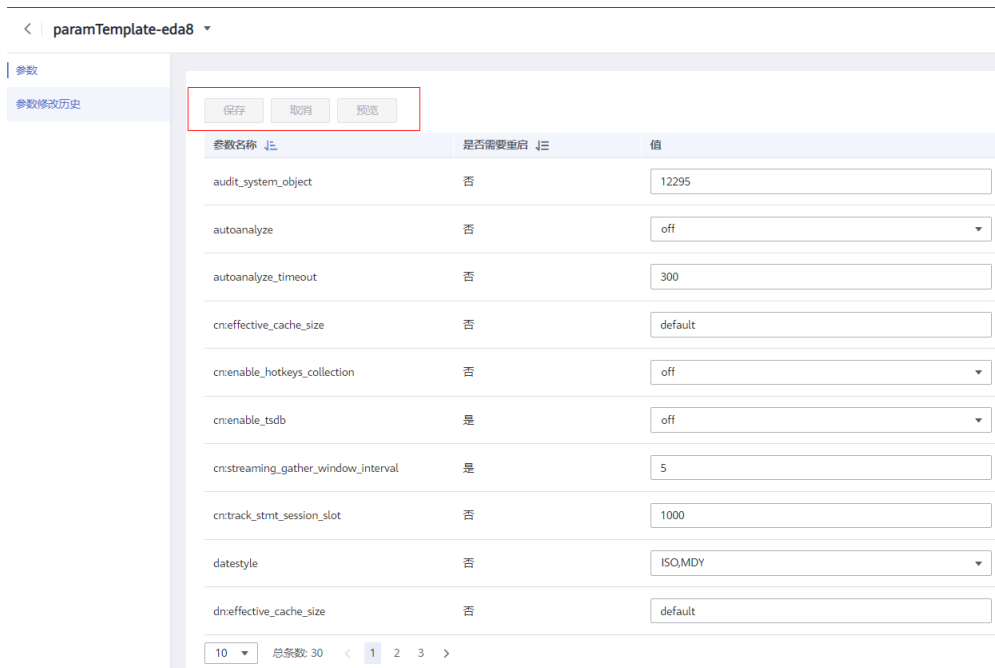 paramTemplate-eda8
参数
参数修改历史
保存 取消 预览
参数名称 是否需要重启 值
audit_system_object 否 12295
autoanalyze 否 off
autoanalyze_timeout 否 300
cn:effective_cache_size 否 default
cn:enable_hotkeys_collection 否 off
cn:enable_tsdb 是 off
cn:streaming_gather_window_interval 是 5
cn:track_stmt_session_slot 否 1000
datestyle 否 ISO,MDY
dn:effective_cache_size 否 default
10 总条数: 30 < 1 2 3 >